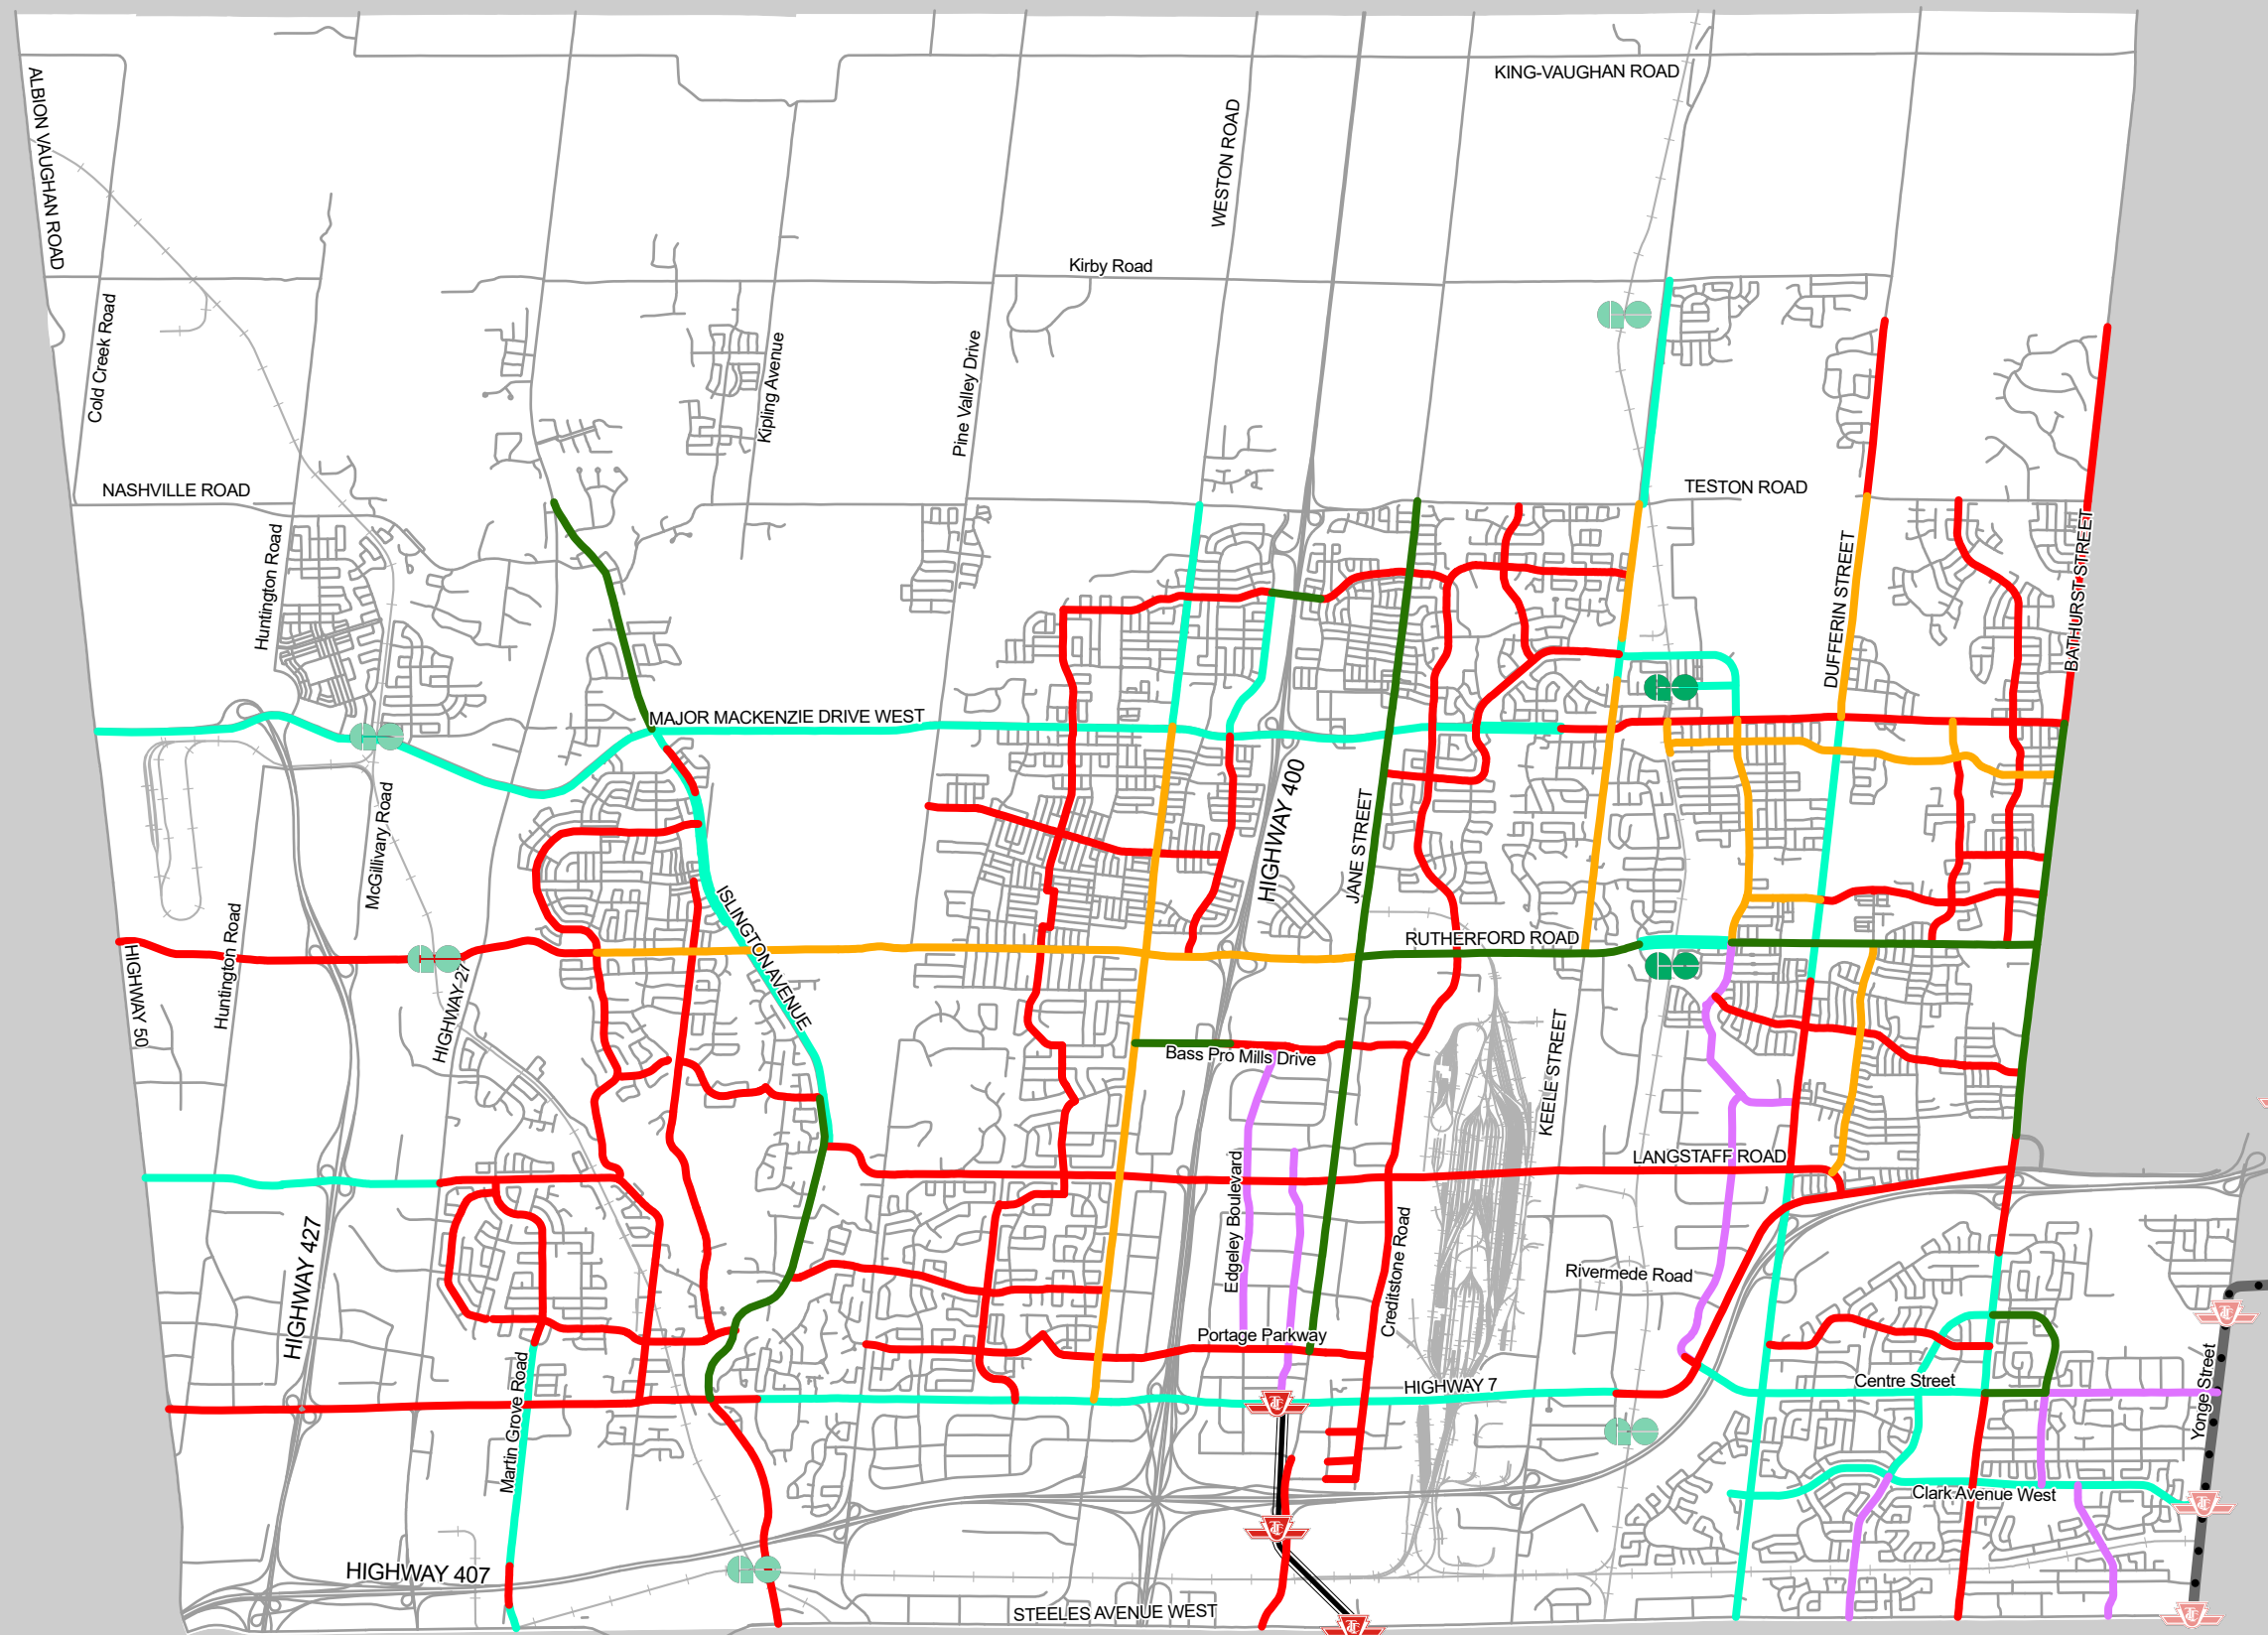 KING-VAUGHAN ROAD
ALBION VAUGHAN ROAD
WESTON ROAD
Kirby Road
Cold Creek Road
Kipling Avenue
Pine Valley Drive
NASHVILLE ROAD
TESTON ROAD
Huntington Road
DUFFERIN STREET
BATHURST STREET
MAJOR MACKENZIE DRIVE WEST
HIGHWAY 400
McGillivary Road
JANE STREET
ISLINGTON AVENUE
Huntington Road
RUTHERFORD ROAD
HIGHWAY 50
HIGHWAY 27
Bass Pro Mills Drive
KEELE STREET
LANGSTAFF ROAD
Edgeley Boulevard
Creditstone Road
HIGHWAY 427
Rivermede Road
Portage Parkway
Martin Grove Road
HIGHWAY 7
Centre Street
Yonge Street
Clark Avenue West
HIGHWAY 407
STEELES AVENUE WEST